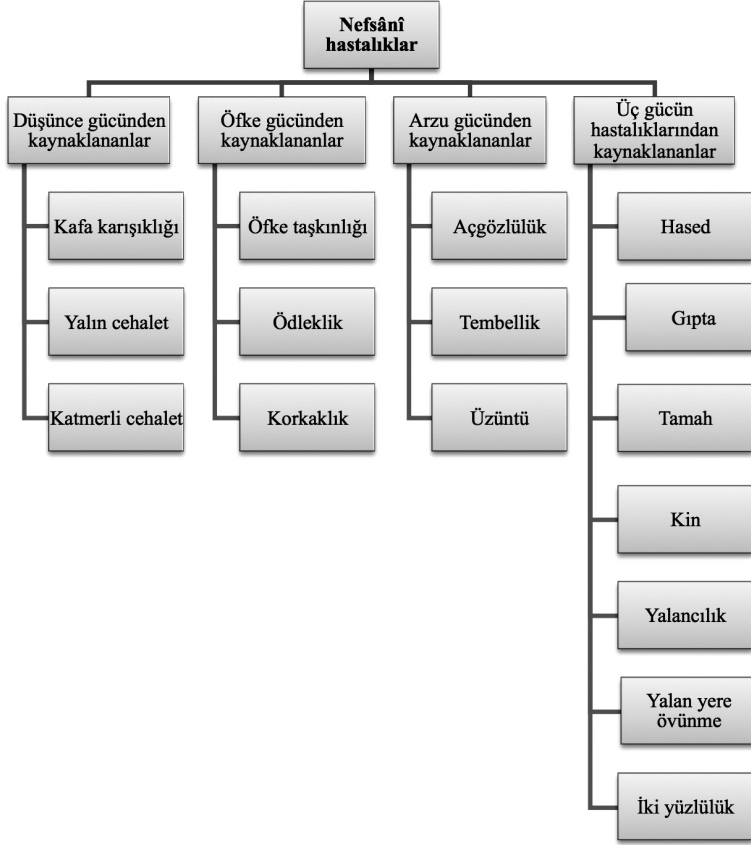 Nefsânî
hastalıklar
Düşünce gücünden
kaynaklananlar
Kafa karışıklığı
Yalın cehalet
Katmerli cehalet
Öfke gücünden
kaynaklananlar
Öfke taşkınlığı
Ödleklik
Korkaklık
Arzu gücünden
kaynaklananlar
Açgözlülük
Tembellik
Üzüntü
Üç gücün
hastalıklarından
kaynaklananlar
Hased
Gıpta
Tamah
Kin
Yalancılık
Yalan yere
övünme
İki yüzlülük